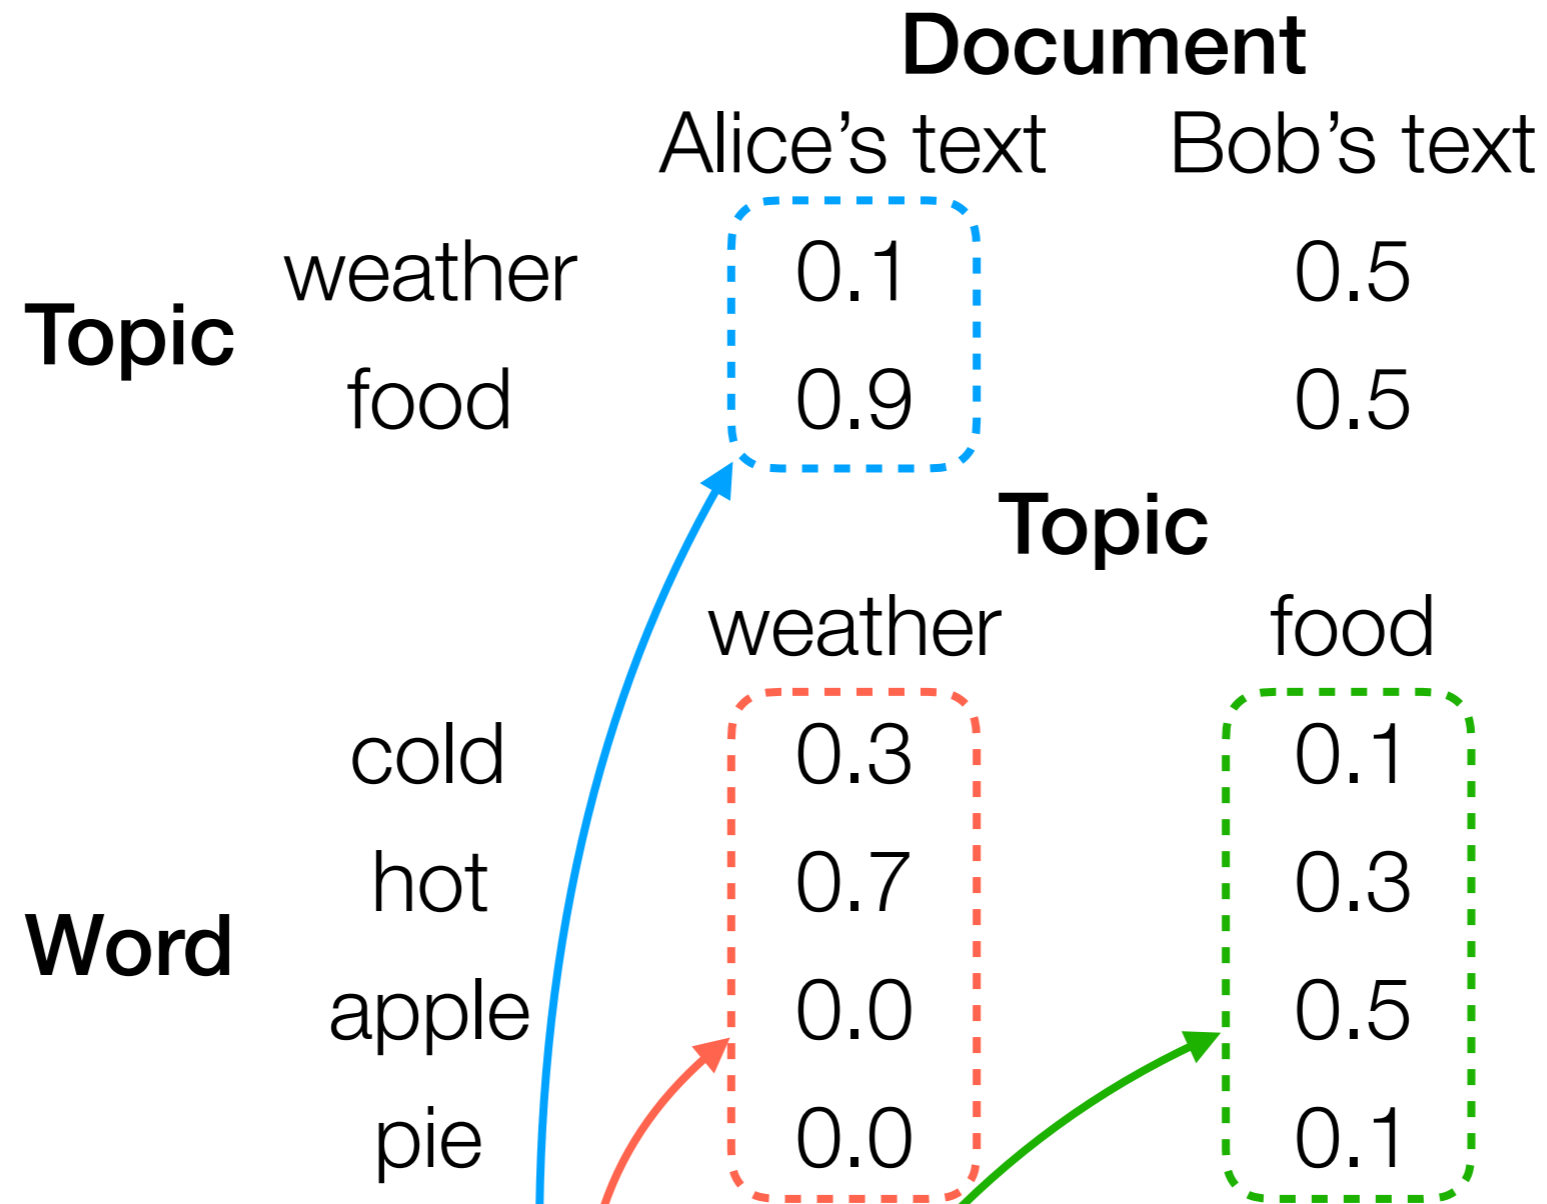 Document
Alice's text Bob's text
weather 0.1 0.5
Topic
food 0.9 0.5
Topic
weather food
cold 0.3 0.1
hot 0.7 0.3
Word
apple 0.0 0.5
pie 0.0 0.1